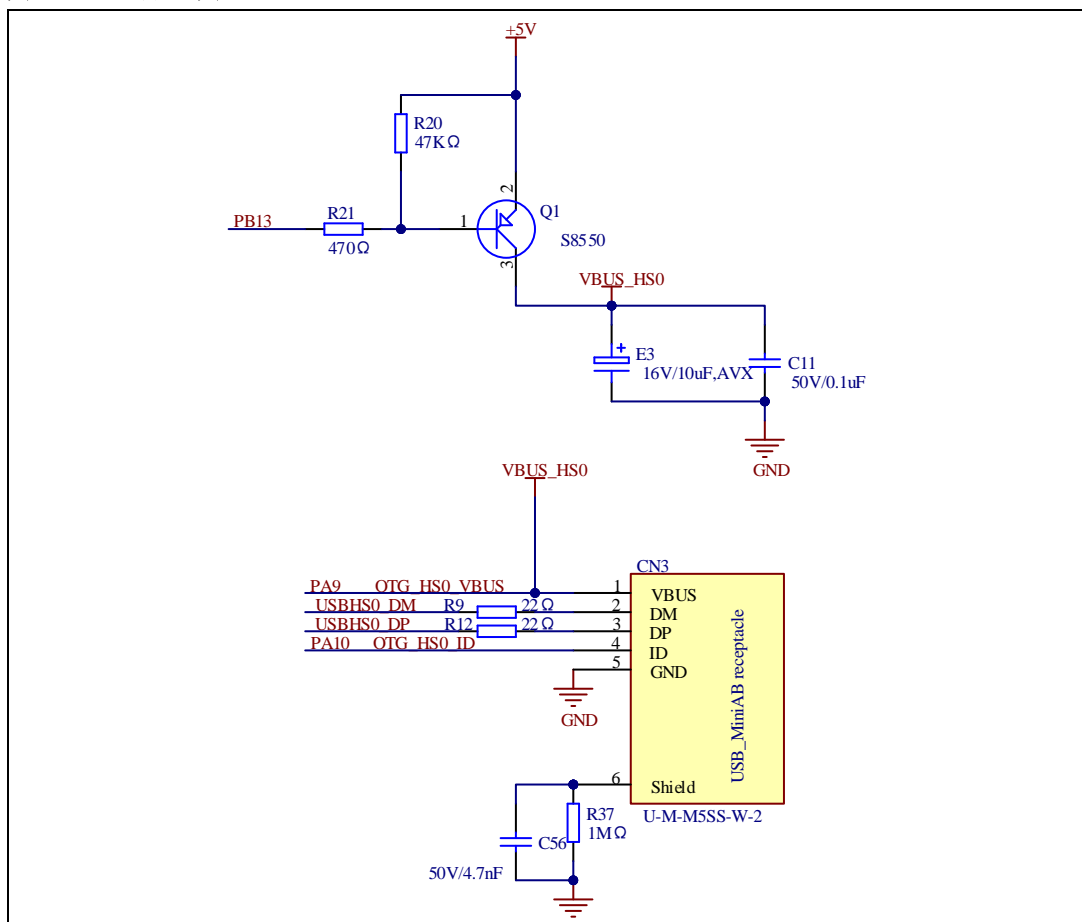 +5V
R20
47KΩ
2
Q1
PB13
R21
1
470Ω
S8550
3
VBUS_HS0
E3
C11
16V/10uF,AVX
50V/0.1uF
GND
VBUS_HS0
CN3
PA9 OTG_HS0_VBUS 1 VBUS
USBHS0_DM R9 22Ω 2 DM
USBHS0_DP R12 22Ω 3 DP
PA10 OTG_HS0_ID 4 ID
5 GND
GND
USB_MiniAB receptacle
6 Shield
R37
U-M-M5SS-W-2
1MΩ
C56
50V/4.7nF